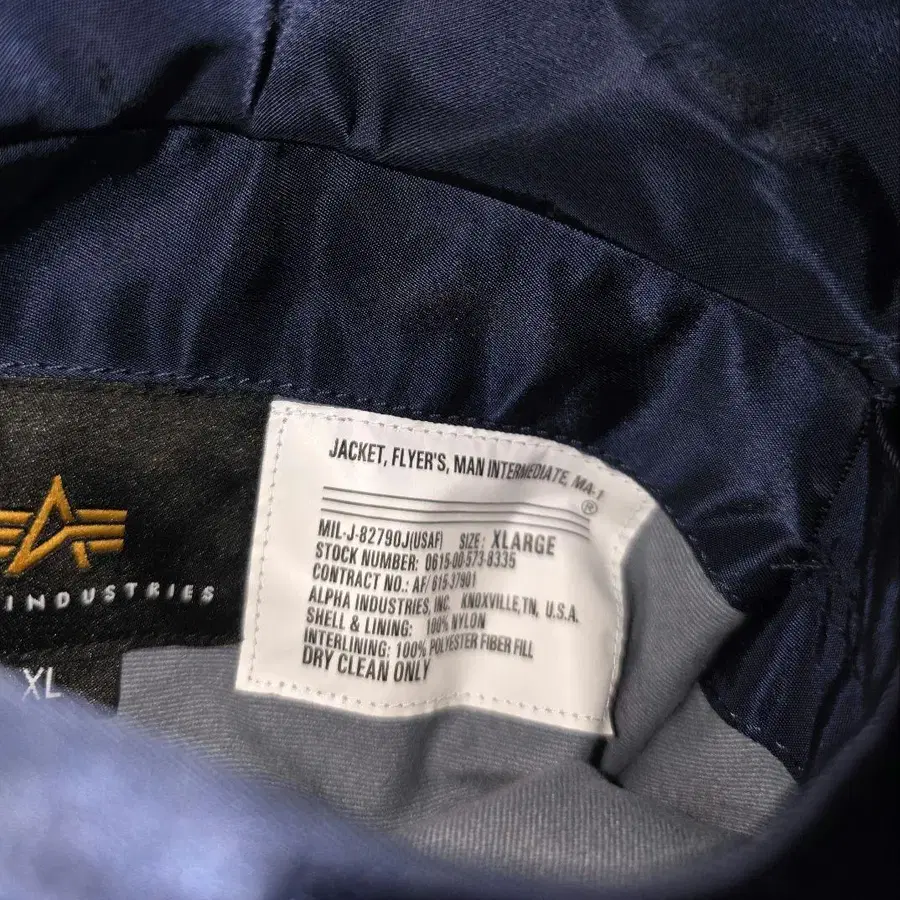 JACKET, FLYER'S, MAN INTERMEDIATE, MA-1
®
MIL-J-82790J(USAF) SIZE: XLARGE
STOCK NUMBER: 0615-00-573-8335
CONTRACT NO.: AF/ 615-37901
ALPHA INDUSTRIES, INC. KNOXVILLE, TN, U.S.A.
SHELL & LINING: 100% NYLON
INTERLINING: 100% POLYESTER FIBER FILL
DRY CLEAN ONLY
INDUSTRIES
XL